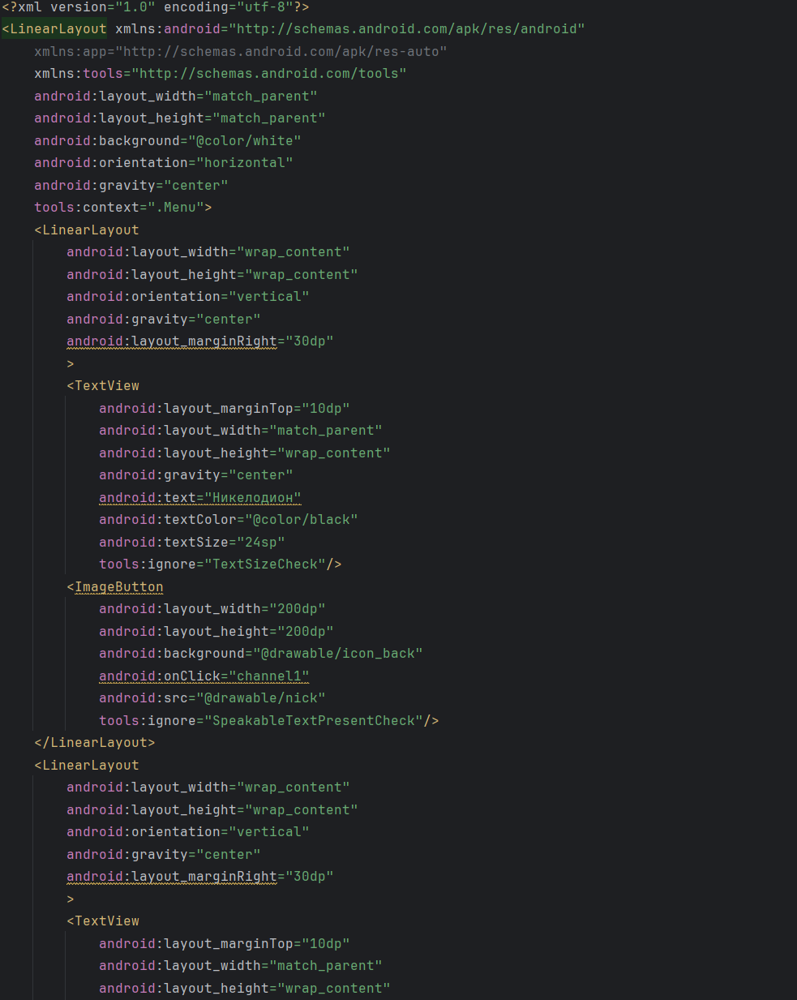 <?xml version="1.0" encoding="utf-8"?>
<LinearLayout xmlns:android="http://schemas.android.com/apk/res/android"
    xmlns:app="http://schemas.android.com/apk/res-auto"
    xmlns:tools="http://schemas.android.com/tools"
    android:layout_width="match_parent"
    android:layout_height="match_parent"
    android:background="@color/white"
    android:orientation="horizontal"
    android:gravity="center"
    tools:context=".Menu">
    <LinearLayout
        android:layout_width="wrap_content"
        android:layout_height="wrap_content"
        android:orientation="vertical"
        android:gravity="center"
        android:layout_marginRight="30dp"
        >
        <TextView
            android:layout_marginTop="10dp"
            android:layout_width="match_parent"
            android:layout_height="wrap_content"
            android:gravity="center"
            android:text="Никелодион"
            android:textColor="@color/black"
            android:textSize="24sp"
            tools:ignore="TextSizeCheck"/>
        <ImageButton
            android:layout_width="200dp"
            android:layout_height="200dp"
            android:background="@drawable/icon_back"
            android:onClick="channel1"
            android:src="@drawable/nick"
            tools:ignore="SpeakableTextPresentCheck"/>
    </LinearLayout>
    <LinearLayout
        android:layout_width="wrap_content"
        android:layout_height="wrap_content"
        android:orientation="vertical"
        android:gravity="center"
        android:layout_marginRight="30dp"
        >
        <TextView
            android:layout_marginTop="10dp"
            android:layout_width="match_parent"
            android:layout_height="wrap_content"